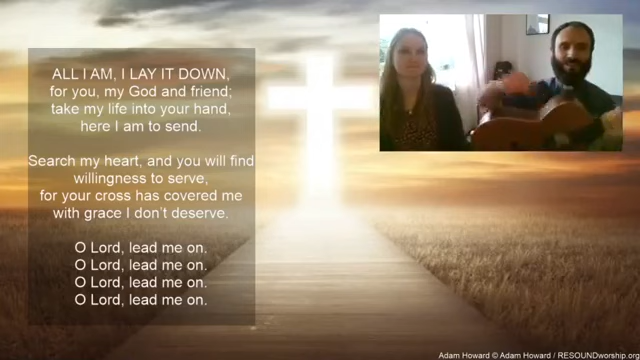 ALL I AM, I LAY IT DOWN,
for you, my God and friend;
take my life into your hand,
here I am to send.
Search my heart, and you will find
willingness to serve,
for your cross has covered me
with grace I don't deserve.
O Lord, lead me on.
O Lord, lead me on.
O Lord, lead me on.
O Lord, lead me on.
Adam Howard © Adam Howard / RESOUNDworship.org